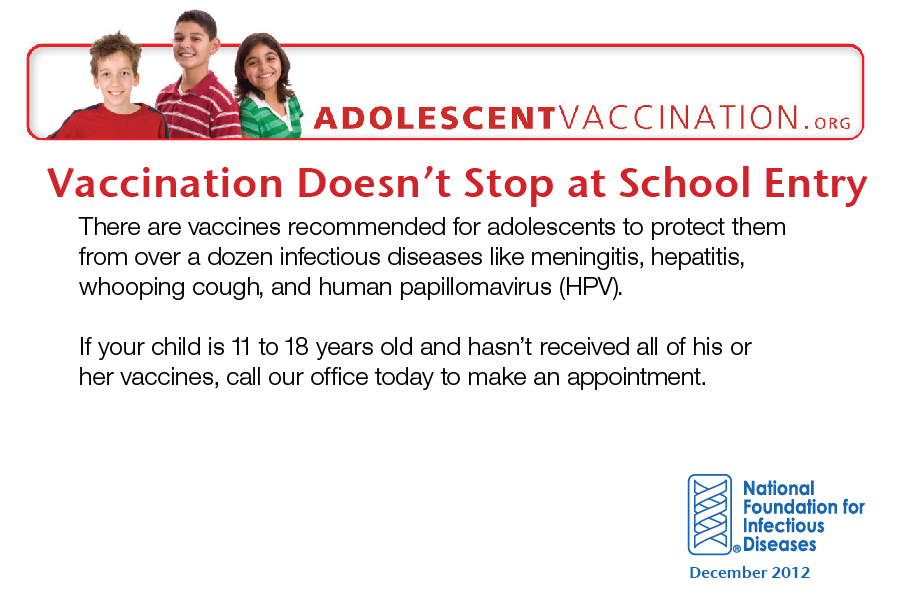 ADOLESCENTVACCINATION.ORG
Vaccination Doesn’t Stop at School Entry
There are vaccines recommended for adolescents to protect them
from over a dozen infectious diseases like meningitis, hepatitis,
whooping cough, and human papillomavirus (HPV).
If your child is 11 to 18 years old and hasn’t received all of his or
her vaccines, call our office today to make an appointment.
National
Foundation for
Infectious
®Diseases
December 2012